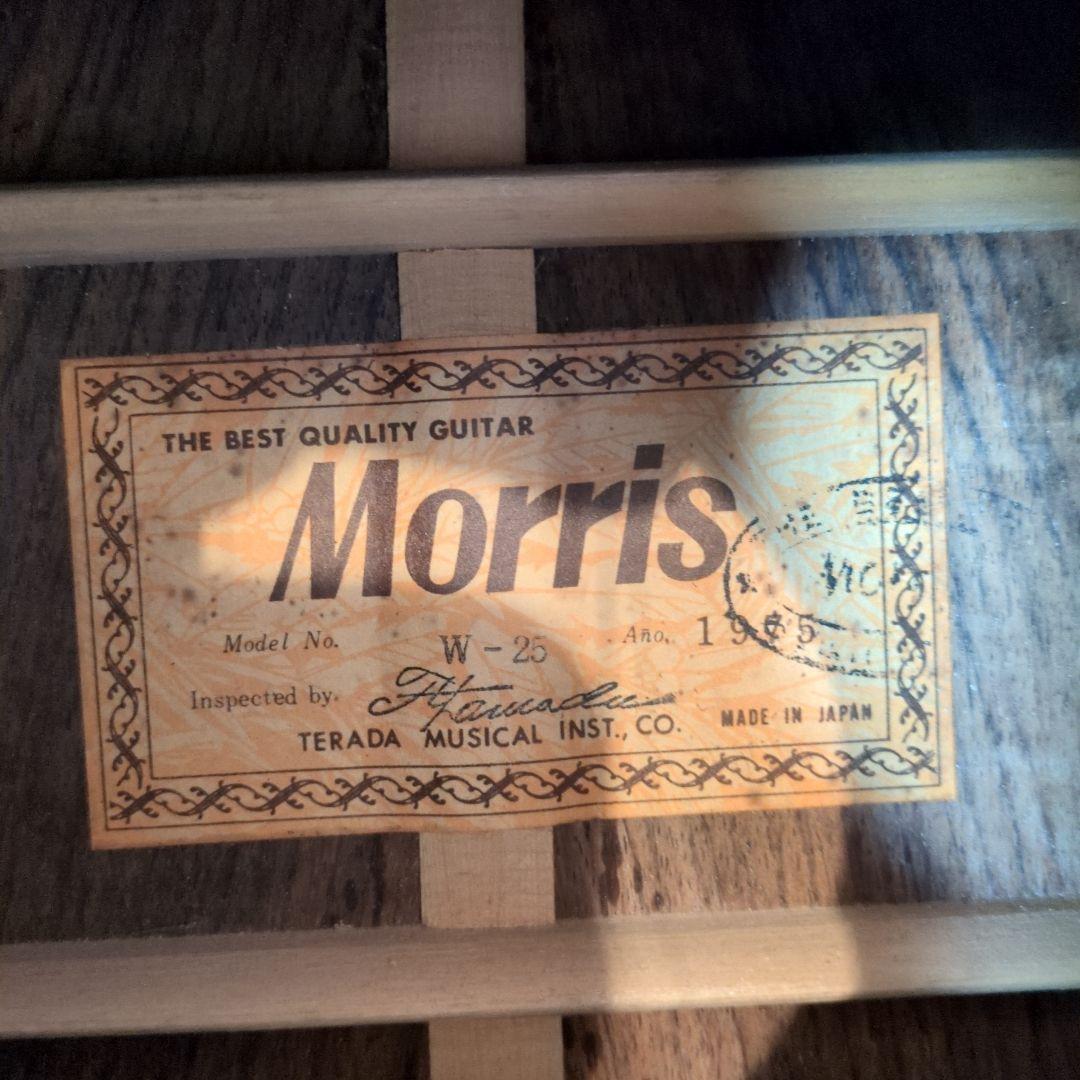 THE BEST QUALITY GUITAR
Morris
Model No. W-25 Año.
Inspected by.
TERADA MUSICAL INST., CO. MADE IN JAPAN